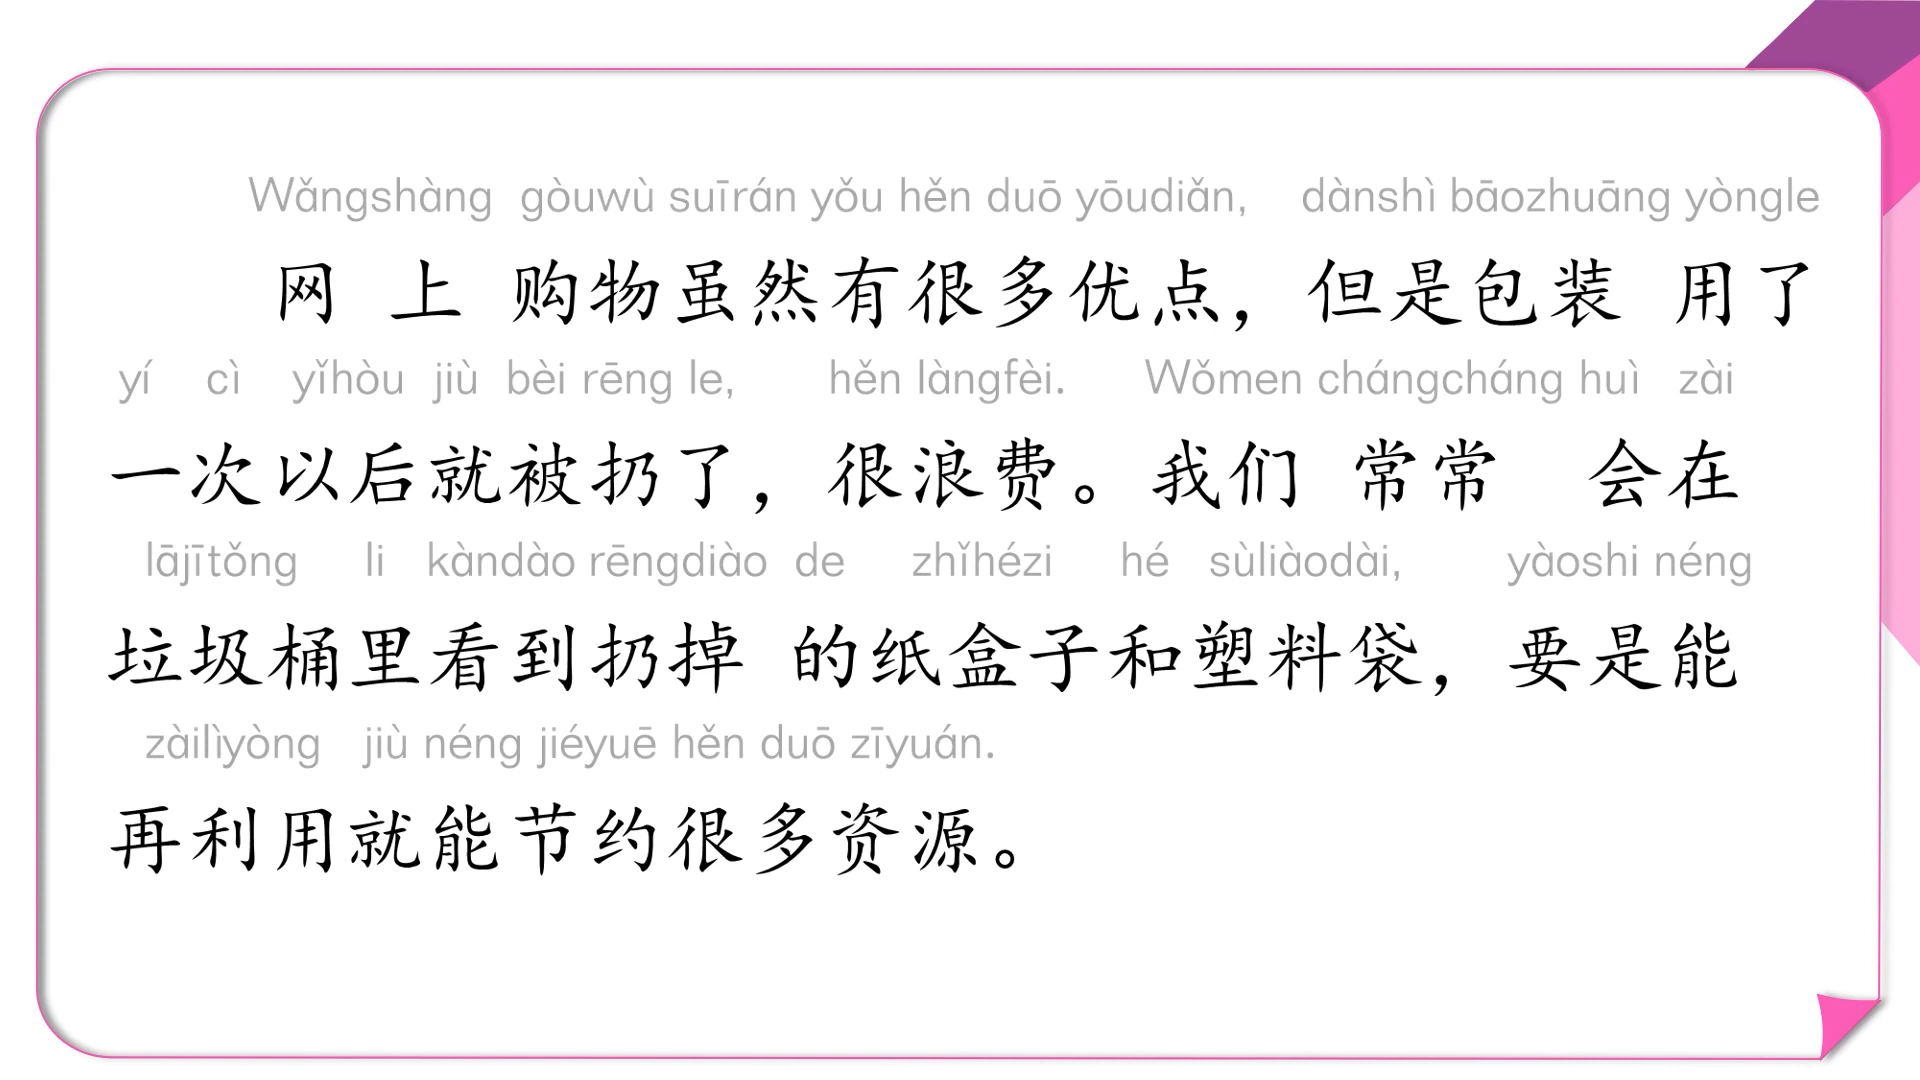 Wǎngshàng gòuwù suīrán yǒu hěn duō yōudiǎn, dànshì bāozhuāng yòngle
网上购物虽然有很多优点，但是包装用了
yí cì yǐhòu jiù bèi rēng le, hěn làngfèi. Wǒmen chángcháng huì zài
一次以后就被扔了，很浪费。我们常常会在
lājītǒng li kàndào rēngdiào de zhǐhézi hé sùliàodài, yàoshi néng
垃圾桶里看到扔掉的纸盒子和塑料袋，要是能
zàilìyòng jiù néng jiéyuē hěn duō zīyuán.
再利用就能节约很多资源。